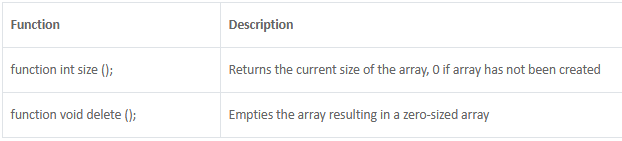 Function Description
function int size (); Returns the current size of the array, 0 if array has not been created
function void delete (); Empties the array resulting in a zero-sized array